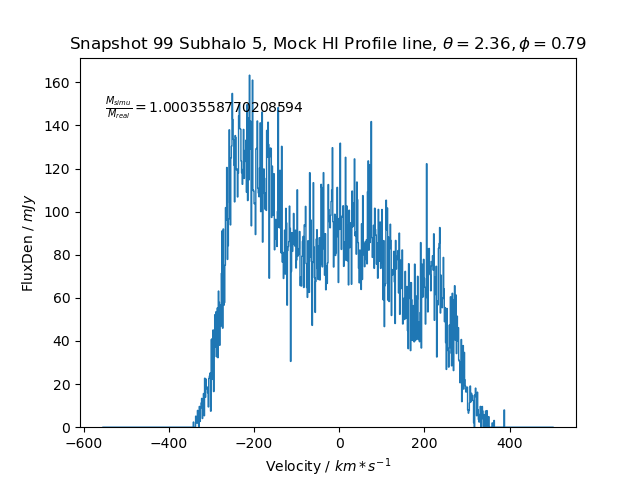 Snapshot 99 Subhalo 5, Mock HI Profile line, θ = 2.36, ϕ = 0.79
M_simu/M_real = 1.0003558770208594
FluxDen / mJy
160
140
120
100
80
60
40
20
0
−600 −400 −200 0 200 400
Velocity / km * s⁻¹